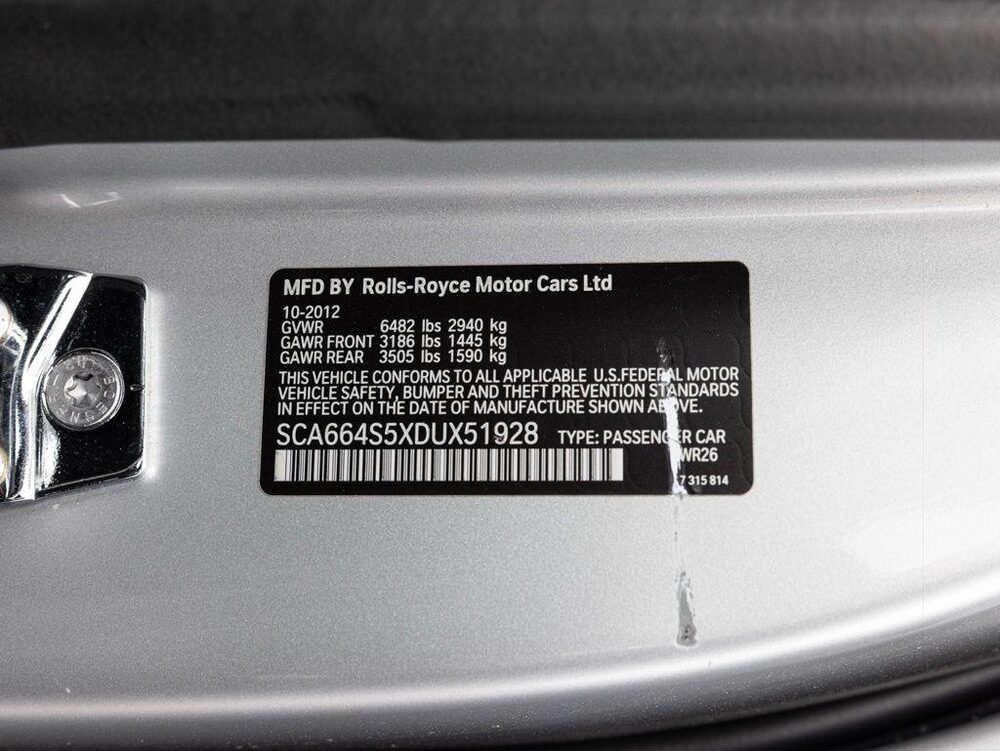 MFD BY Rolls-Royce Motor Cars Ltd
10-2012
GVWR 6482 lbs 2940 kg
GAWR FRONT 3186 lbs 1445 kg
GAWR REAR 3505 lbs 1590 kg
THIS VEHICLE CONFORMS TO ALL APPLICABLE U.S.FEDERAL MOTOR
VEHICLE SAFETY, BUMPER AND THEFT PREVENTION STANDARDS
IN EFFECT ON THE DATE OF MANUFACTURE SHOWN ABOVE.
SCA664S5XDUX51928 TYPE: PASSENGER CAR
WR26
7 315 814